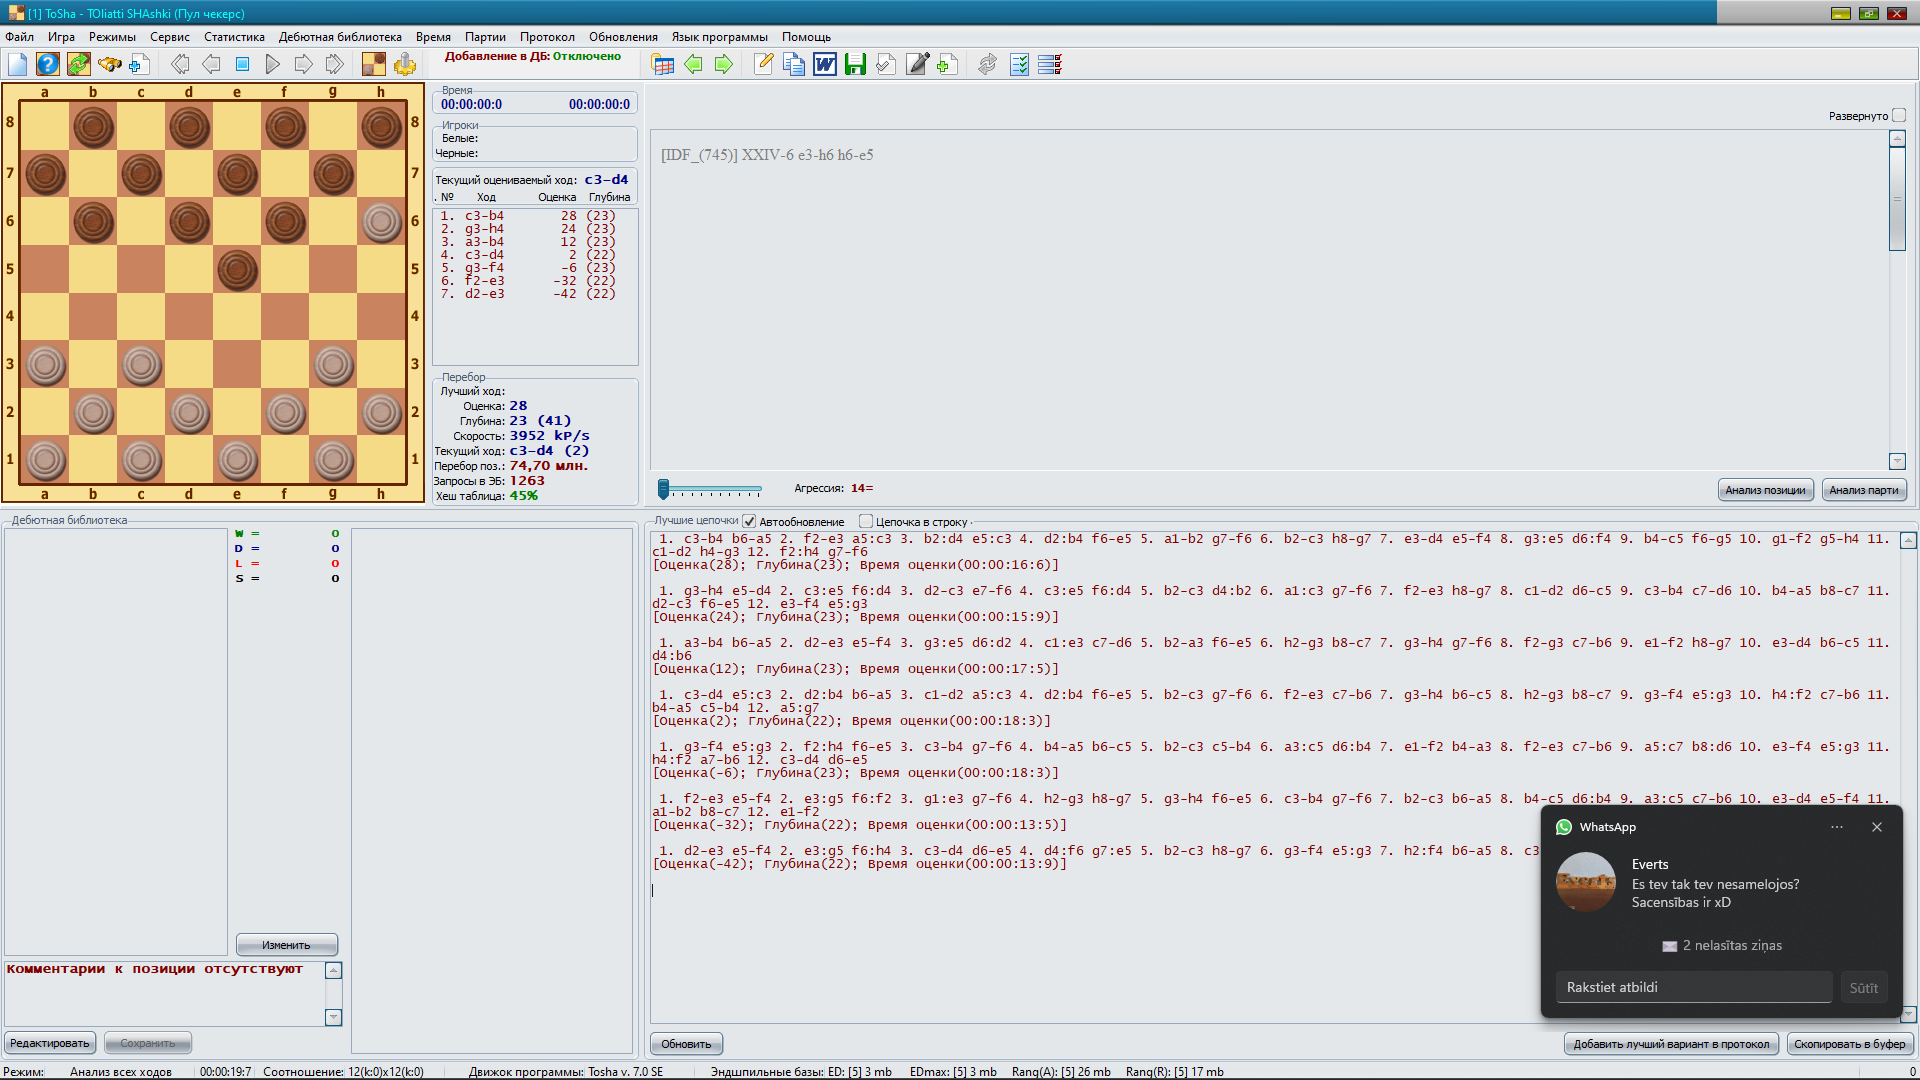 [1] ToSha - TOliatti SHAshki (Пул чекерс)
Файл Игра Режимы Сервис Статистика Дебютная библиотека Время Партии Протокол Обновления Язык программы Помощь
Добавление в ДБ: Отключено
a b c d e f g h
8 8
7 7
6 6
5 5
4 4
3 3
2 2
1 1
a b c d e f g h
Время
00:00:00:0 00:00:00:0
Игроки
Белые:
Черные:
Текущий оцениваемый ход: c3-d4
. № Ход Оценка Глубина
1. c3-b4 28 (23)
2. g3-h4 24 (23)
3. a3-b4 12 (23)
4. c3-d4 2 (22)
5. g3-f4 -6 (23)
6. f2-e3 -32 (22)
7. d2-e3 -42 (22)
Перебор
Лучший ход:
Оценка: 28
Глубина: 23 (41)
Скорость: 3952 kP/s
Текущий ход: c3-d4 (2)
Перебор поз.: 74,70 млн.
Запросы в ЭБ: 1263
Хеш таблица: 45%
Развернуто
[IDF_(745)] XXIV-6 e3-h6 h6-e5
Агрессия: 14=
Анализ позиции Анализ парти
Дебютная библиотека
W = 0
D = 0
L = 0
S = 0
Изменить
Комментарии к позиции отсутствуют
Редактировать Сохранить
Лучшие цепочки Автообновление Цепочка в строку
1. c3-b4 b6-a5 2. f2-e3 a5:c3 3. b2:d4 e5:c3 4. d2:b4 f6-e5 5. a1-b2 g7-f6 6. b2-c3 h8-g7 7. e3-d4 e5-f4 8. g3:e5 d6:f4 9. b4-c5 f6-g5 10. g1-f2 g5-h4 11.
c1-d2 h4-g3 12. f2:h4 g7-f6
[Оценка(28); Глубина(23); Время оценки(00:00:16:6)]
1. g3-h4 e5-d4 2. c3:e5 f6:d4 3. d2-c3 e7-f6 4. c3:e5 f6:d4 5. b2-c3 d4:b2 6. a1:c3 g7-f6 7. f2-e3 h8-g7 8. c1-d2 d6-c5 9. c3-b4 c7-d6 10. b4-a5 b8-c7 11.
d2-c3 f6-e5 12. e3-f4 e5:g3
[Оценка(24); Глубина(23); Время оценки(00:00:15:9)]
1. a3-b4 b6-a5 2. d2-e3 e5-f4 3. g3:e5 d6:d2 4. c1:e3 c7-d6 5. b2-a3 f6-e5 6. h2-g3 b8-c7 7. g3-h4 g7-f6 8. f2-g3 c7-b6 9. e1-f2 h8-g7 10. e3-d4 b6-c5 11.
d4:b6
[Оценка(12); Глубина(23); Время оценки(00:00:17:5)]
1. c3-d4 e5:c3 2. d2:b4 b6-a5 3. c1-d2 a5:c3 4. d2:b4 f6-e5 5. b2-c3 g7-f6 6. f2-e3 c7-b6 7. g3-h4 b6-c5 8. h2-g3 b8-c7 9. g3-f4 e5:g3 10. h4:f2 c7-b6 11.
b4-a5 c5-b4 12. a5:g7
[Оценка(2); Глубина(22); Время оценки(00:00:18:3)]
1. g3-f4 e5:g3 2. f2:h4 f6-e5 3. c3-b4 g7-f6 4. b4-a5 b6-c5 5. b2-c3 c5-b4 6. a3:c5 d6:b4 7. e1-f2 b4-a3 8. f2-e3 c7-b6 9. a5:c7 b8:d6 10. e3-f4 e5:g3 11.
h4:f2 a7-b6 12. c3-d4 d6-e5
[Оценка(-6); Глубина(23); Время оценки(00:00:18:3)]
1. f2-e3 e5-f4 2. e3:g5 f6:f2 3. g1:e3 g7-f6 4. h2-g3 h8-g7 5. g3-h4 f6-e5 6. c3-b4 g7-f6 7. b2-c3 b6-a5 8. b4-c5 d6:b4 9. a3:c5 c7-b6 10. e3-d4 e5-f4 11.
a1-b2 b8-c7 12. e1-f2
[Оценка(-32); Глубина(22); Время оценки(00:00:13:5)]
1. d2-e3 e5-f4 2. e3:g5 f6:h4 3. c3-d4 d6-e5 4. d4:f6 g7:e5 5. b2-c3 h8-g7 6. g3-f4 e5:g3 7. h2:f4 b6-a5 8. c3
[Оценка(-42); Глубина(22); Время оценки(00:00:13:9)]
WhatsApp
Everts
Es tev tak tev nesamelojos?
Sacensības ir xD
2 nelasītas ziņas
Rakstiet atbildi Sūtīt
Обновить Добавить лучший вариант в протокол Скопировать в буфер
Режим: Анализ всех ходов 00:00:19:7 Соотношение: 12(k:0)x12(k:0) Движок программы: Tosha v. 7.0 SE Эндшпильные базы: ED: [5] 3 mb EDmax: [5] 3 mb Rang(A): [5] 26 mb Rang(R): [5] 17 mb 0